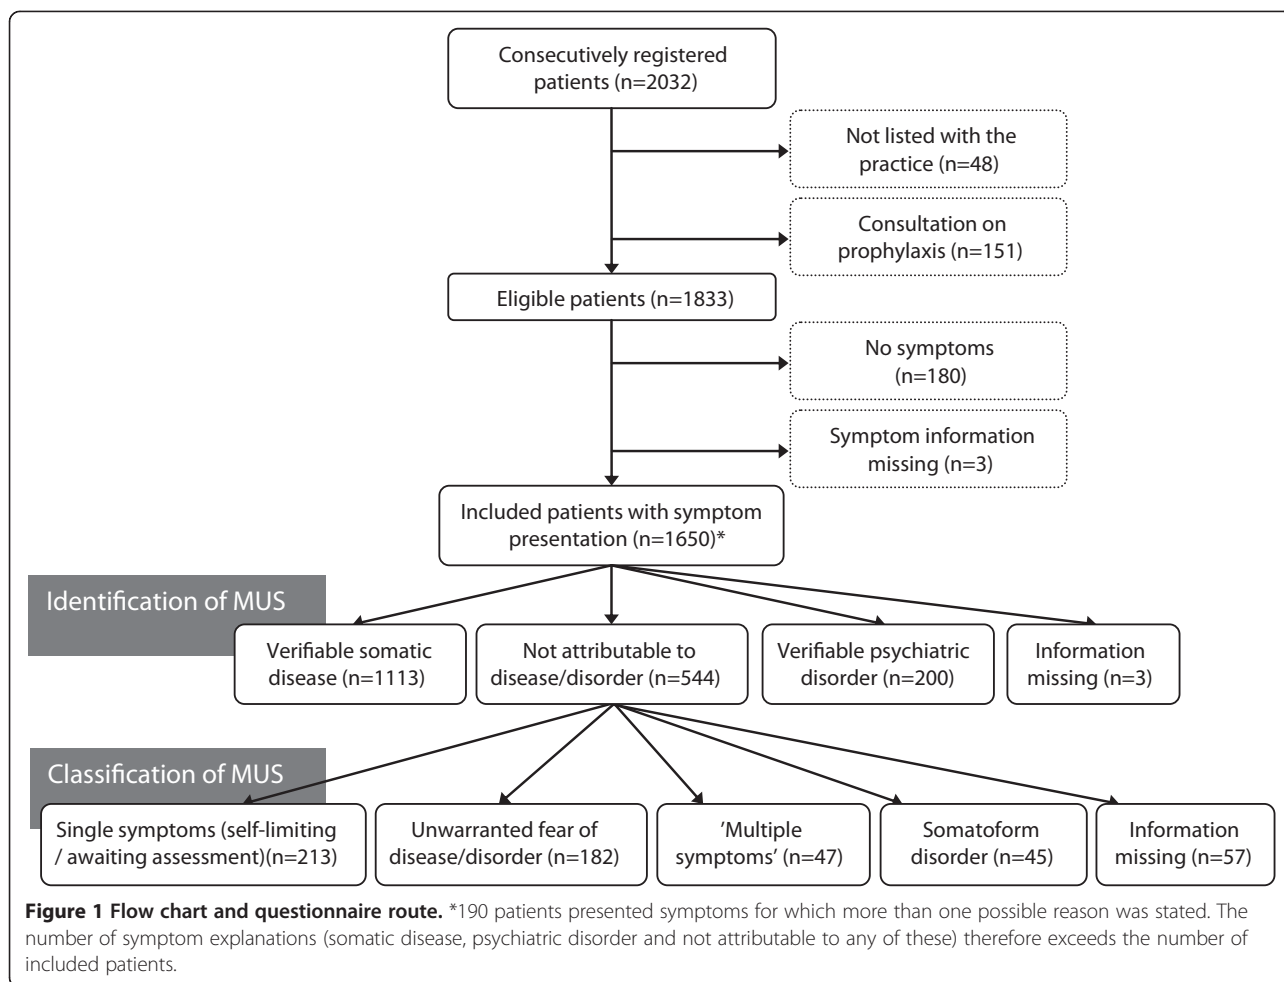 Consecutively registered
patients (n=2032)
Not listed with the
practice (n=48)
Consultation on
prophylaxis (n=151)
Eligible patients (n=1833)
No symptoms
(n=180)
Symptom information
missing (n=3)
Included patients with symptom
presentation (n=1650)*
Identification of MUS
Verifiable somatic
disease (n=1113)
Not attributable to
disease/disorder (n=544)
Verifiable psychiatric
disorder (n=200)
Information
missing (n=3)
Classification of MUS
Single symptoms (self-limiting
/ awaiting assessment)(n=213)
Unwarranted fear of
disease/disorder (n=182)
’Multiple
symptoms’ (n=47)
Somatoform
disorder (n=45)
Information
missing (n=57)
Figure 1 Flow chart and questionnaire route. *190 patients presented symptoms for which more than one possible reason was stated. The
number of symptom explanations (somatic disease, psychiatric disorder and not attributable to any of these) therefore exceeds the number of
included patients.